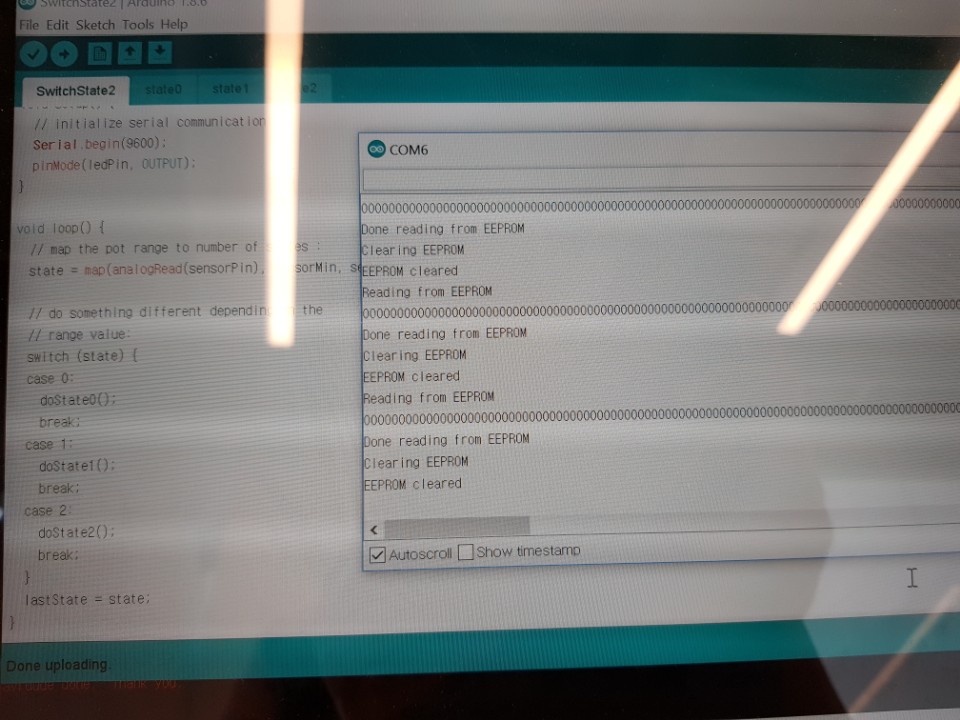 SwitchState2 | Arduino 1.8.6
File Edit Sketch Tools Help
SwitchState2 state0 state1
// initialize serial communication
Serial.begin(9600);
pinMode(ledPin, OUTPUT);
}
void loop() {
// map the pot range to number of
state = map(analogRead(sensorPin),
// do something different depending the
// range value:
switch (state) {
case 0:
doState0();
break;
case 1:
doState1();
break;
case 2:
doState2();
break;
}
lastState = state;
}
Done uploading.
COM6
Done reading from EEPROM
Clearing EEPROM
EEPROM cleared
Reading from EEPROM
Done reading from EEPROM
Clearing EEPROM
EEPROM cleared
Reading from EEPROM
Done reading from EEPROM
Clearing EEPROM
EEPROM cleared
Autoscroll Show timestamp